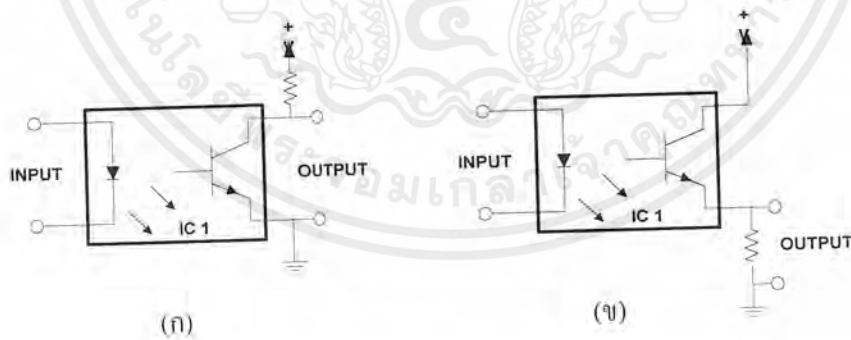 +
V
INPUT
OUTPUT
IC 1
(ก)
+
V
INPUT
IC 1
OUTPUT
(ข)